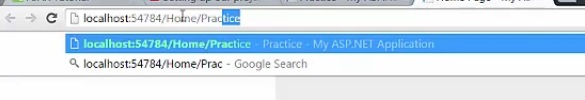 localhost:54784/Home/Practice
localhost:54784/Home/Practice - Practice - My ASP.NET Application
localhost:54784/Home/Prac - Google Search